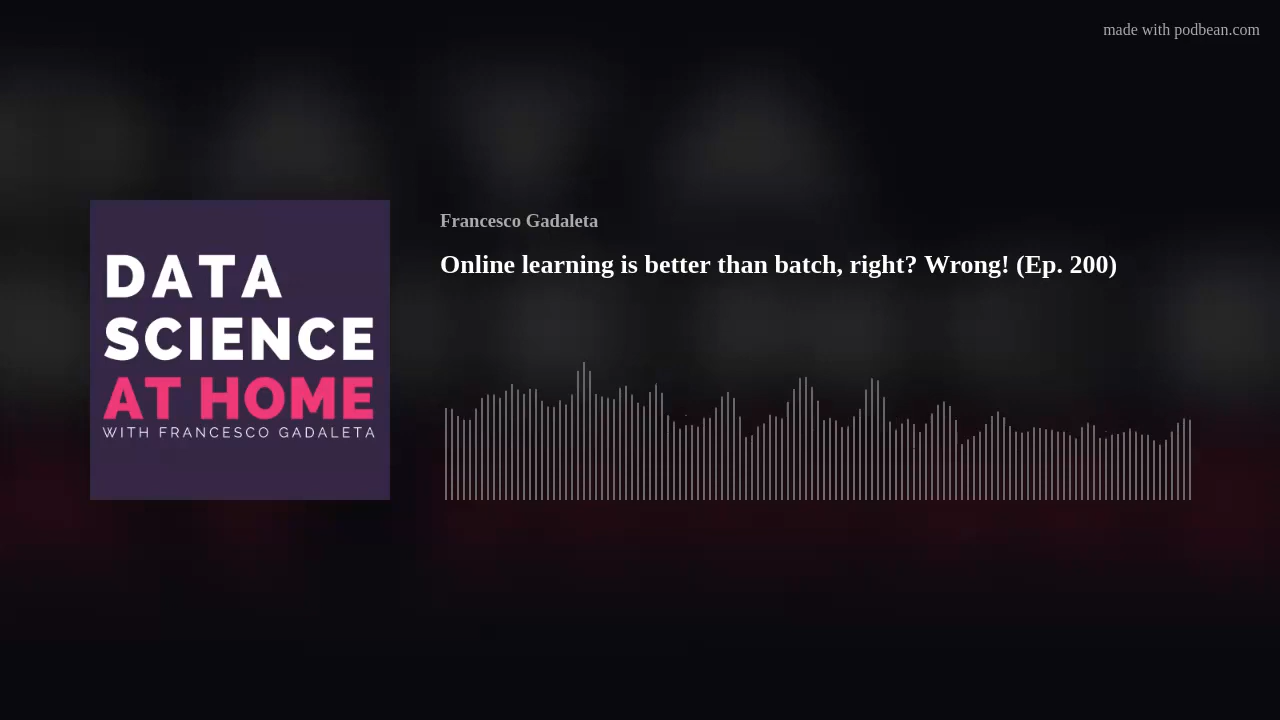 made with podbean.com
Francesco Gadaleta
Online learning is better than batch, right? Wrong! (Ep. 200)
DATA
SCIENCE
AT HOME
WITH FRANCESCO GADALETA